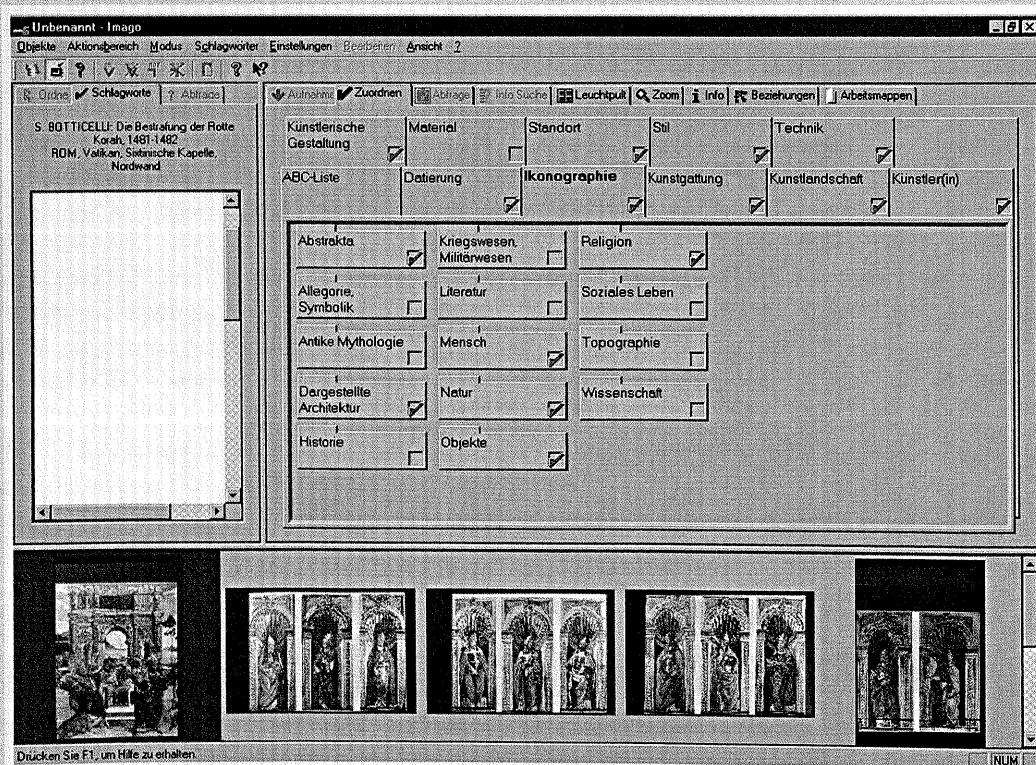 Unbenannt - Imago
Objekte Aktionsbereich Modus Schlagwörter Einstellungen Bearbeiten Ansicht ?
Ordne Schlagworte ? Abfrage
Aufnahme Zuordnen Abfrage Info Suche Leuchtpult Zoom Info Beziehungen Arbeitsmappen
S. BOTTICELLI: Die Bestrafung der Rotte
Korah, 1481-1482
ROM, Vatikan, Sixtinische Kapelle,
Nordwand
Künstlerische
Gestaltung
Material
Standort
Stil
Technik
ABC-Liste
Datierung
Ikonographie
Kunstgattung
Kunstlandschaft
Künstler(in)
Abstrakta
Kriegswesen,
Militärwesen
Religion
Allegorie,
Symbolik
Literatur
Soziales Leben
Antike Mythologie
Mensch
Topographie
Dargestellte
Architektur
Natur
Wissenschaft
Historie
Objekte
Drücken Sie F1, um Hilfe zu erhalten.
NUM